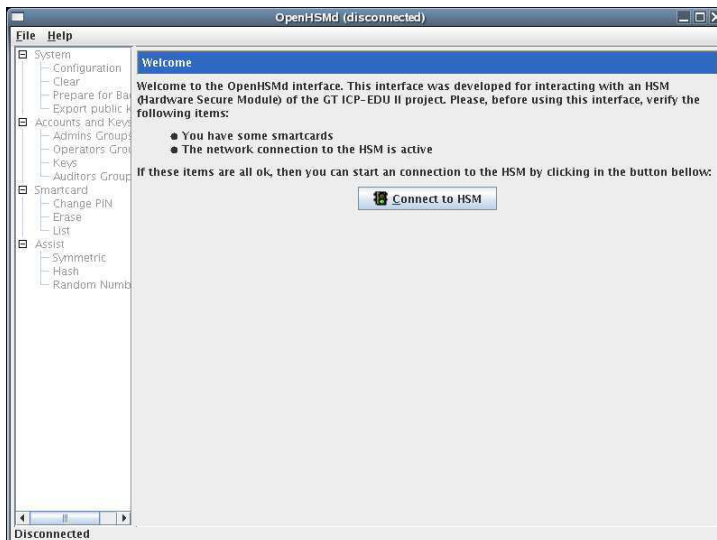 OpenHSMd (disconnected)
File Help
System
Configuration
Clear
Prepare for Ba
Export public k
Accounts and Keys
Admins Groups
Operators Grou
Keys
Auditors Group
Smartcard
Change PIN
Erase
List
Assist
Symmetric
Hash
Random Numb
Welcome
Welcome to the OpenHSMd interface. This interface was developed for interacting with an HSM
(Hardware Secure Module) of the GT ICP-EDU II project. Please, before using this interface, verify the
following items:
● You have some smartcards
● The network connection to the HSM is active
If these items are all ok, then you can start an connection to the HSM by clicking in the button bellow:
Connect to HSM
Disconnected